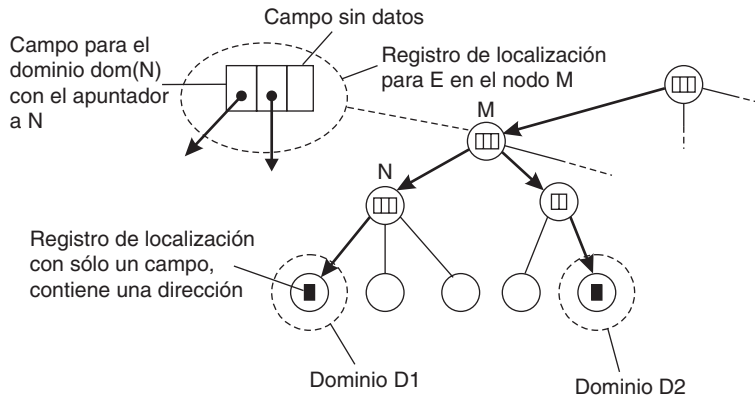 Campo sin datos
Campo para el
dominio dom(N)
con el apuntador
a N
Registro de localización
para E en el nodo M
M
N
Registro de localización
con sólo un campo,
contiene una dirección
Dominio D1
Dominio D2